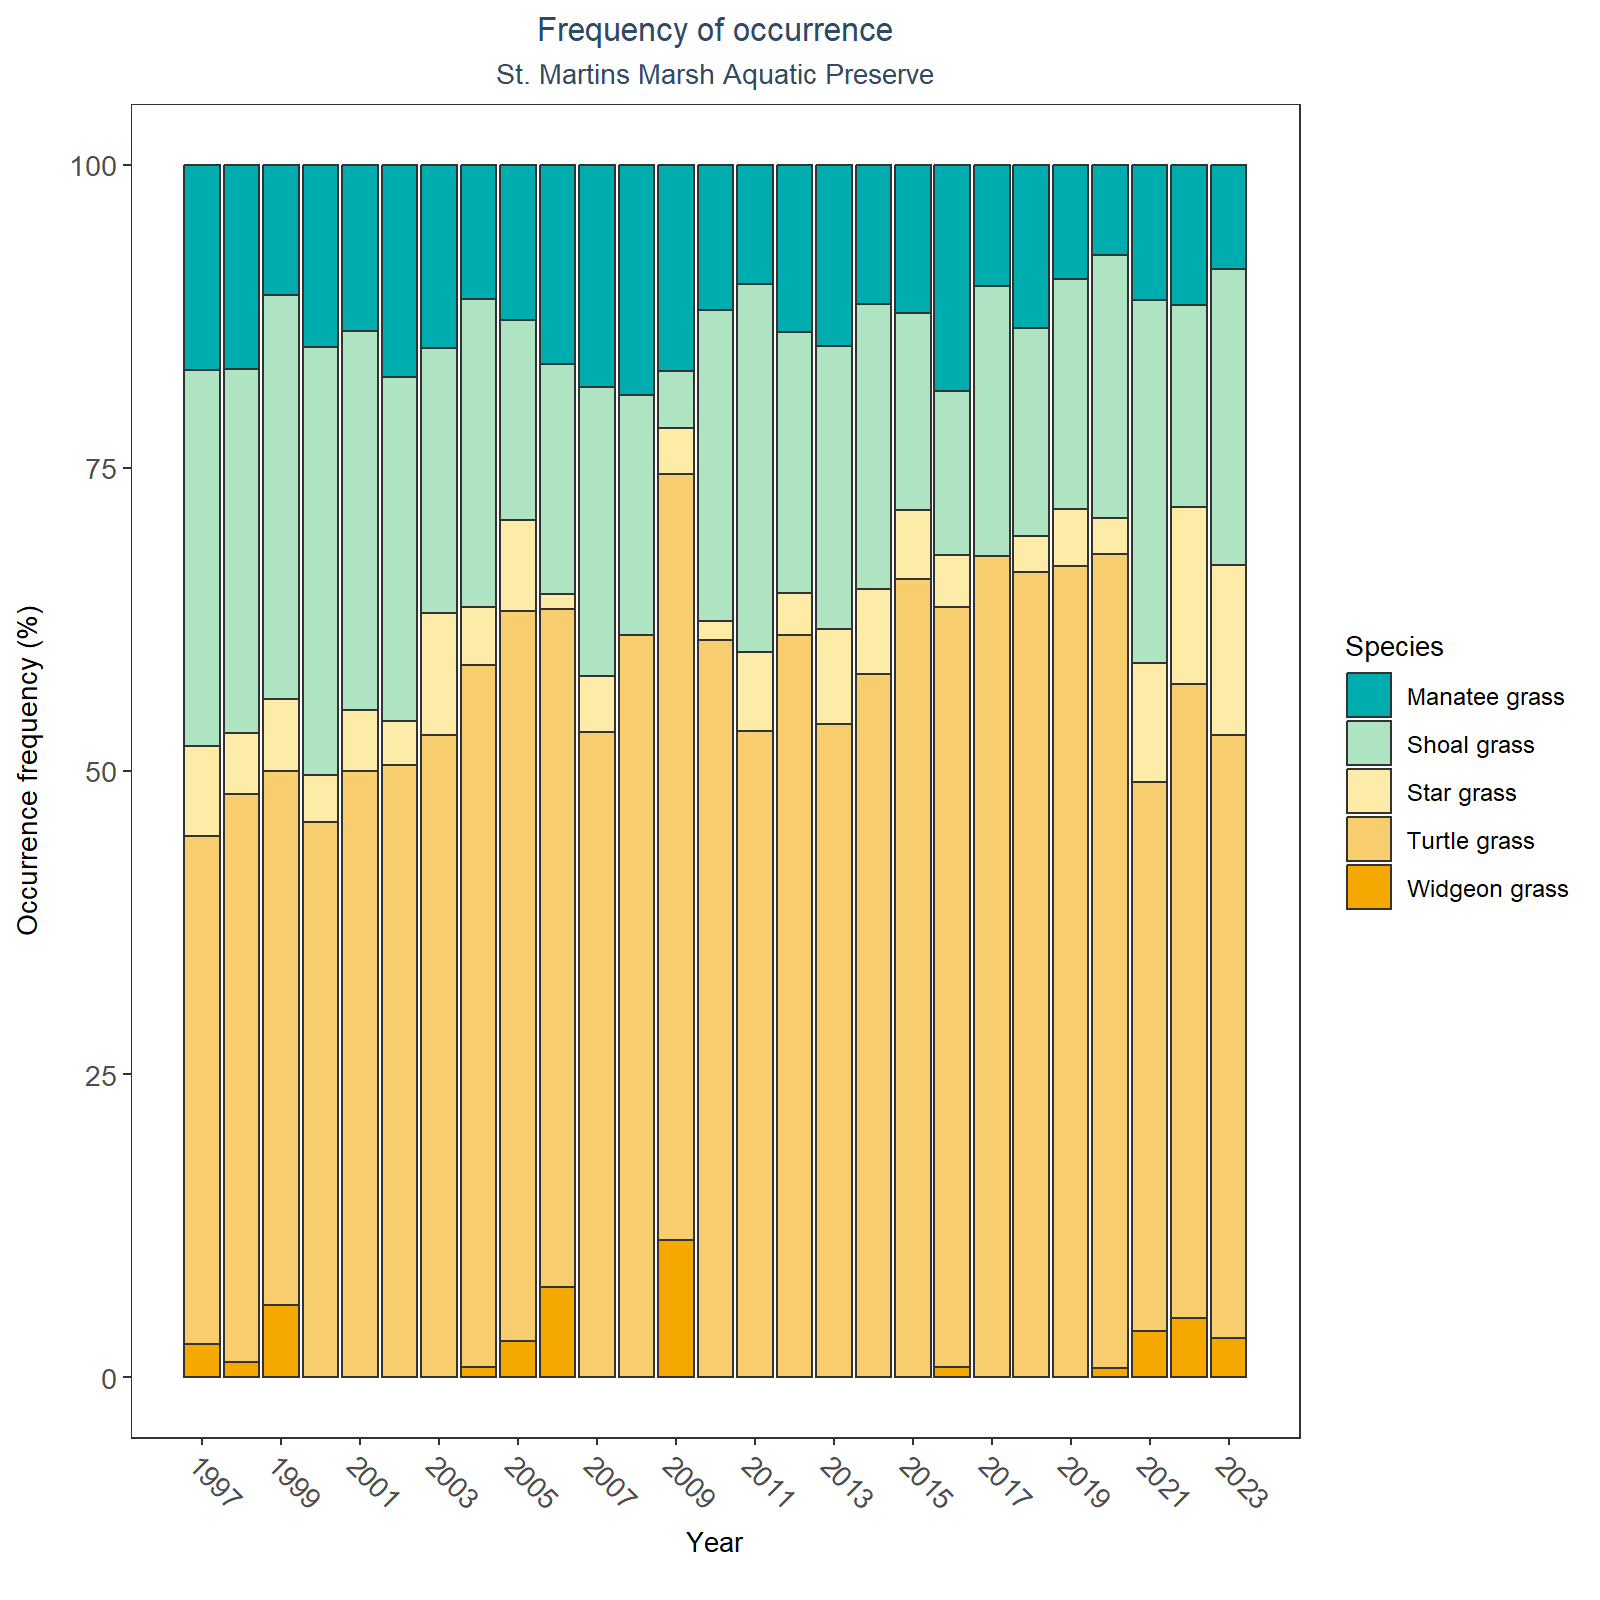 Frequency of occurrence
St. Martins Marsh Aquatic Preserve
100
75
50
25
0
Occurrence frequency (%)
1997
1999
2001
2003
2005
2007
2009
2011
2013
2015
2017
2019
2021
2023
Year
Species
Manatee grass
Shoal grass
Star grass
Turtle grass
Widgeon grass